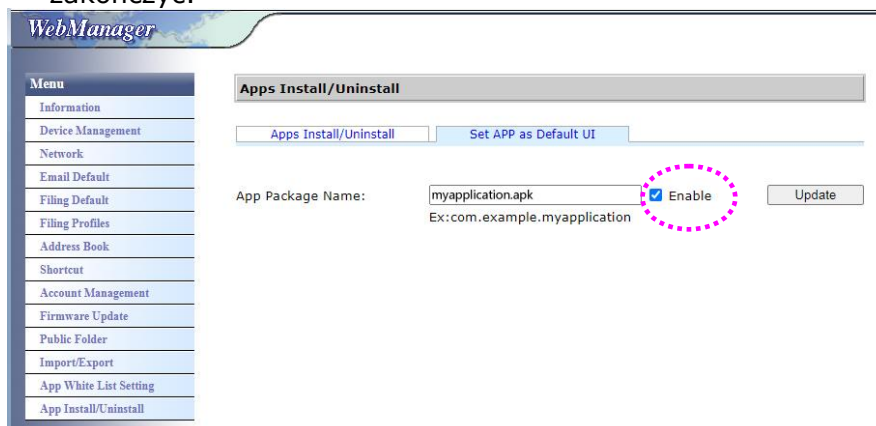 zakończyć.
WebManager
Menu
Information
Device Management
Network
Email Default
Filing Default
Filing Profiles
Address Book
Shortcut
Account Management
Firmware Update
Public Folder
Import/Export
App White List Setting
App Install/Uninstall
Apps Install/Uninstall
Apps Install/Uninstall Set APP as Default UI
App Package Name: myapplication.apk Enable Update
Ex:com.example.myapplication